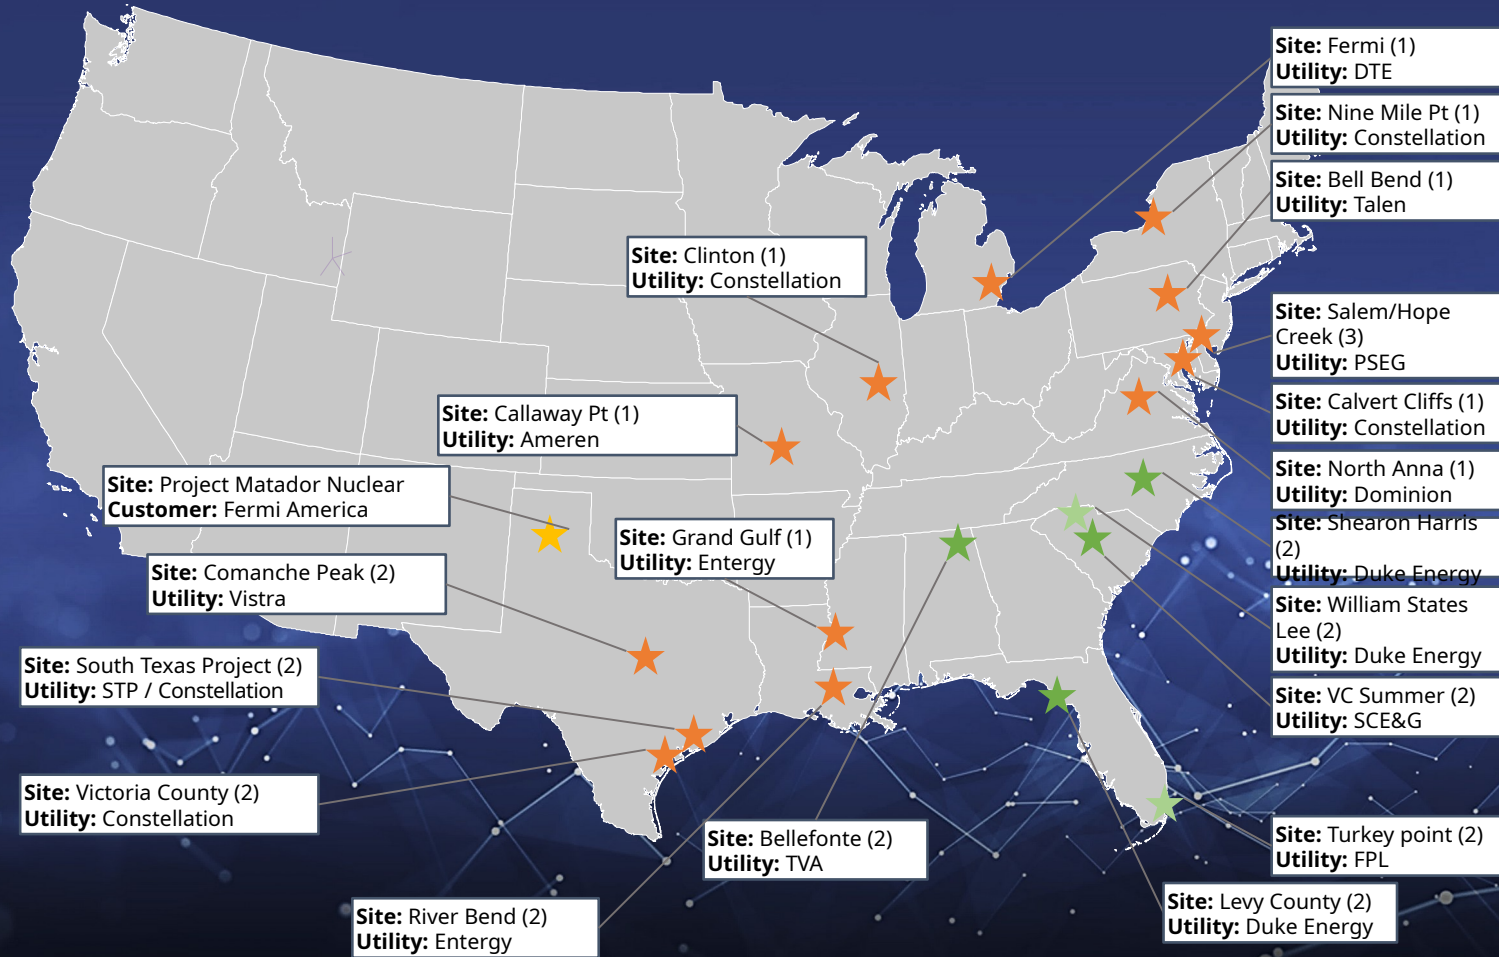 Site: Fermi (1)
Utility: DTE
Site: Nine Mile Pt (1)
Utility: Constellation
Site: Bell Bend (1)
Utility: Talen
Site: Clinton (1)
Utility: Constellation
Site: Salem/Hope
Creek (3)
Utility: PSEG
Site: Calvert Cliffs (1)
Utility: Constellation
Site: Callaway Pt (1)
Utility: Ameren
Site: North Anna (1)
Utility: Dominion
Site: Project Matador Nuclear
Customer: Fermi America
Site: Shearon Harris
(2)
Utility: Duke Energy
Site: Grand Gulf (1)
Utility: Entergy
Site: Comanche Peak (2)
Utility: Vistra
Site: William States
Lee (2)
Utility: Duke Energy
Site: South Texas Project (2)
Utility: STP / Constellation
Site: VC Summer (2)
Utility: SCE&G
Site: Victoria County (2)
Utility: Constellation
Site: Bellefonte (2)
Utility: TVA
Site: Turkey point (2)
Utility: FPL
Site: Levy County (2)
Utility: Duke Energy
Site: River Bend (2)
Utility: Entergy